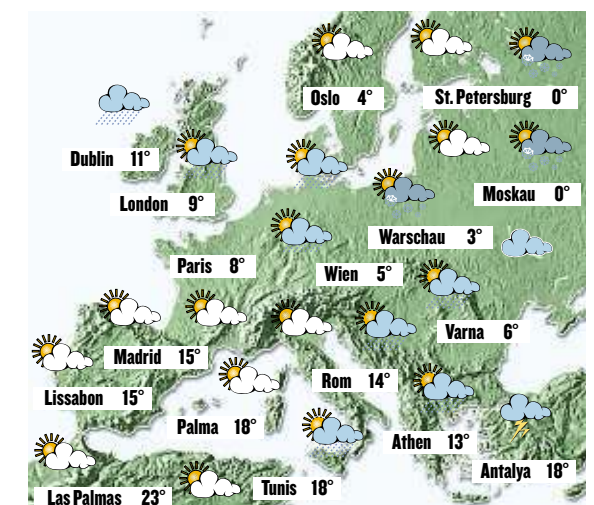 Oslo 4°
St. Petersburg 0°
Dublin 11°
London 9°
Moskau 0°
Warschau 3°
Paris 8°
Wien 5°
Varna 6°
Madrid 15°
Lissabon 15°
Rom 14°
Palma 18°
Athen 13°
Antalya 18°
Las Palmas 23°
Tunis 18°